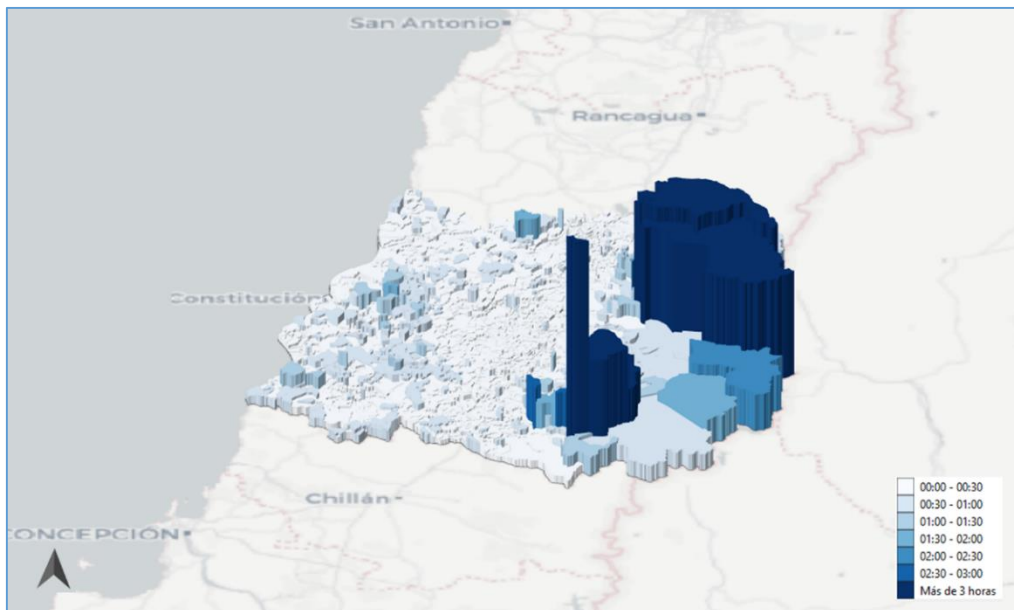 San Antonio
Rancagua
Constitución
Chillán
CONCEPCIÓN
00:00 - 00:30
00:30 - 01:00
01:00 - 01:30
01:30 - 02:00
02:00 - 02:30
02:30 - 03:00
Más de 3 horas